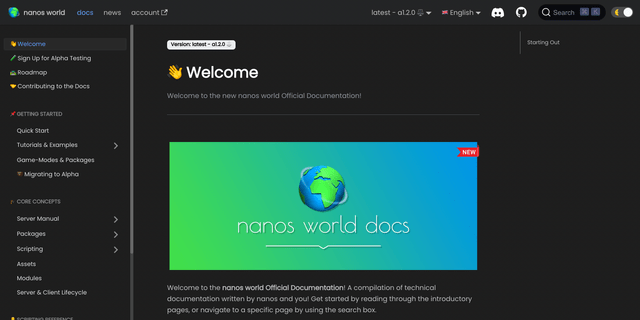 nanos world docs news account latest - a1.2.0 English Search
Welcome
Sign Up for Alpha Testing
Roadmap
Contributing to the Docs
GETTING STARTED
Quick Start
Tutorials & Examples
Game-Modes & Packages
Migrating to Alpha
CORE CONCEPTS
Server Manual
Packages
Scripting
Assets
Modules
Server & Client Lifecycle
SCRIPTING REFERENCE
Version: latest - a1.2.0
Welcome
Welcome to the new nanos world Official Documentation!
NEW
nanos world docs
Welcome to the nanos world Official Documentation! A compilation of technical
documentation written by nanos and you! Get started by reading through the introductory
pages, or navigate to a specific page by using the search box.
Starting Out